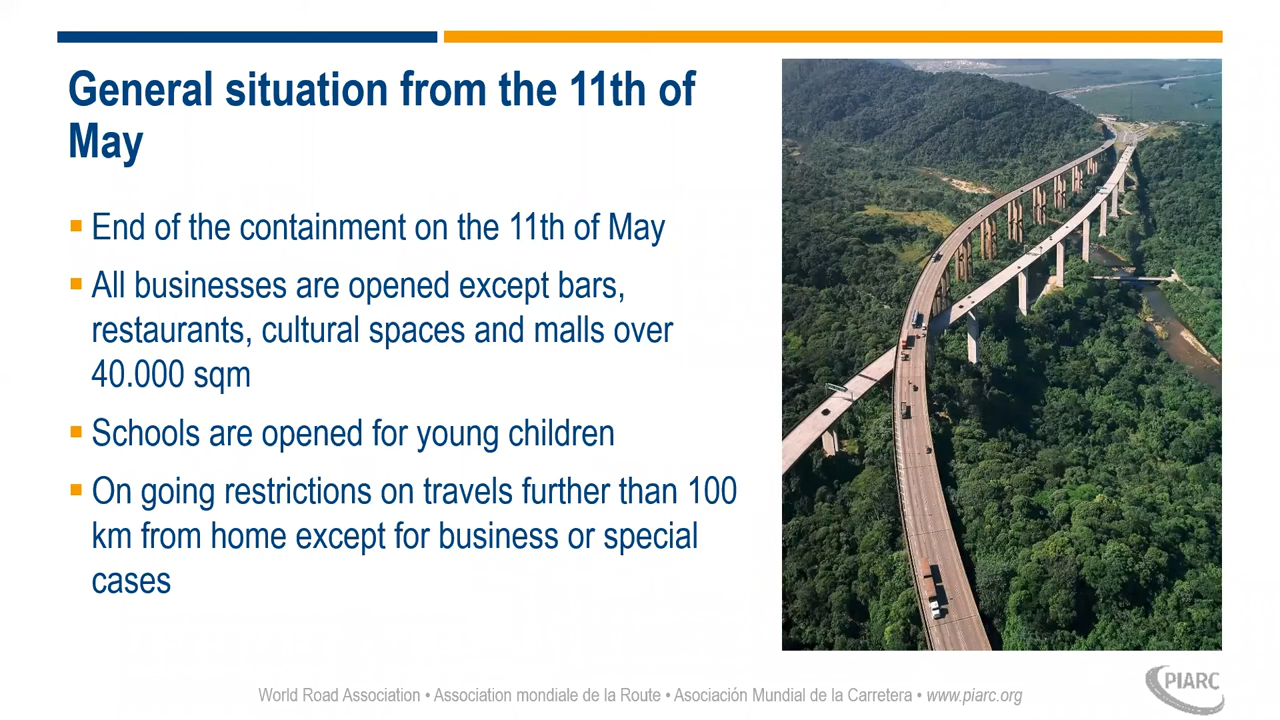 General situation from the 11th of
May
End of the containment on the 11th of May
All businesses are opened except bars,
restaurants, cultural spaces and malls over
40.000 sqm
Schools are opened for young children
On going restrictions on travels further than 100
km from home except for business or special
cases
World Road Association • Association mondiale de la Route • Asociación Mundial de la Carretera • www.piarc.org
PIARC